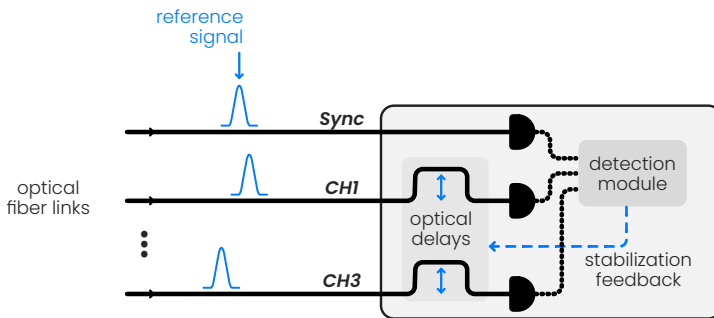 reference
signal
Sync
optical
fiber links
CH1
optical
delays
detection
module
stabilization
feedback
CH3